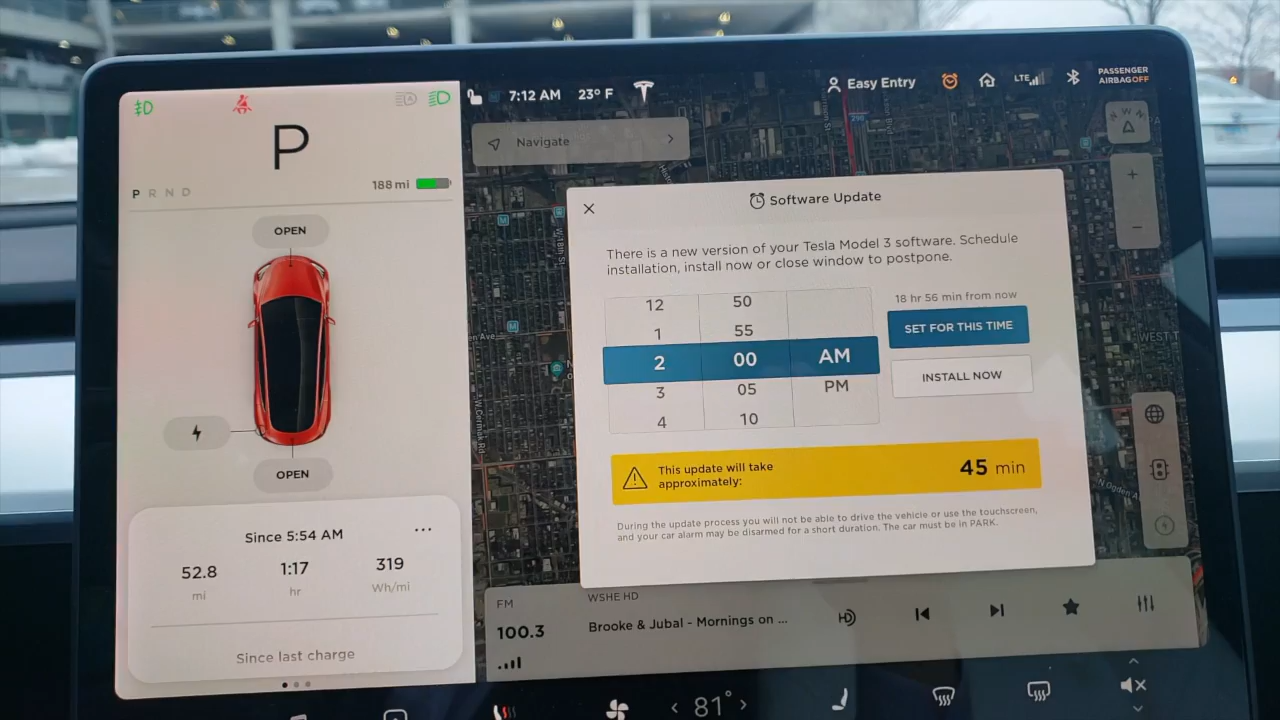 P
P R N D
188 mi
OPEN
OPEN
Since 5:54 AM
...
52.8
mi
1:17
hr
319
Wh/mi
Since last charge
7:12 AM
23° F
Easy Entry
LTE
PASSENGER
AIRBAG OFF
Navigate
Software Update
There is a new version of your Tesla Model 3 software. Schedule
installation, install now or close window to postpone.
12 50
1 55
2 00 AM
3 05 PM
4 10
18 hr 56 min from now
SET FOR THIS TIME
INSTALL NOW
This update will take
approximately:
45 min
During the update process you will not be able to drive the vehicle or use the touchscreen,
and your car alarm may be disarmed for a short duration. The car must be in PARK.
W 18th St
W Cermak Rd
N Ogden A
WEST T
FM
100.3
WSHE HD
Brooke & Jubal - Mornings on ...
HD
81°